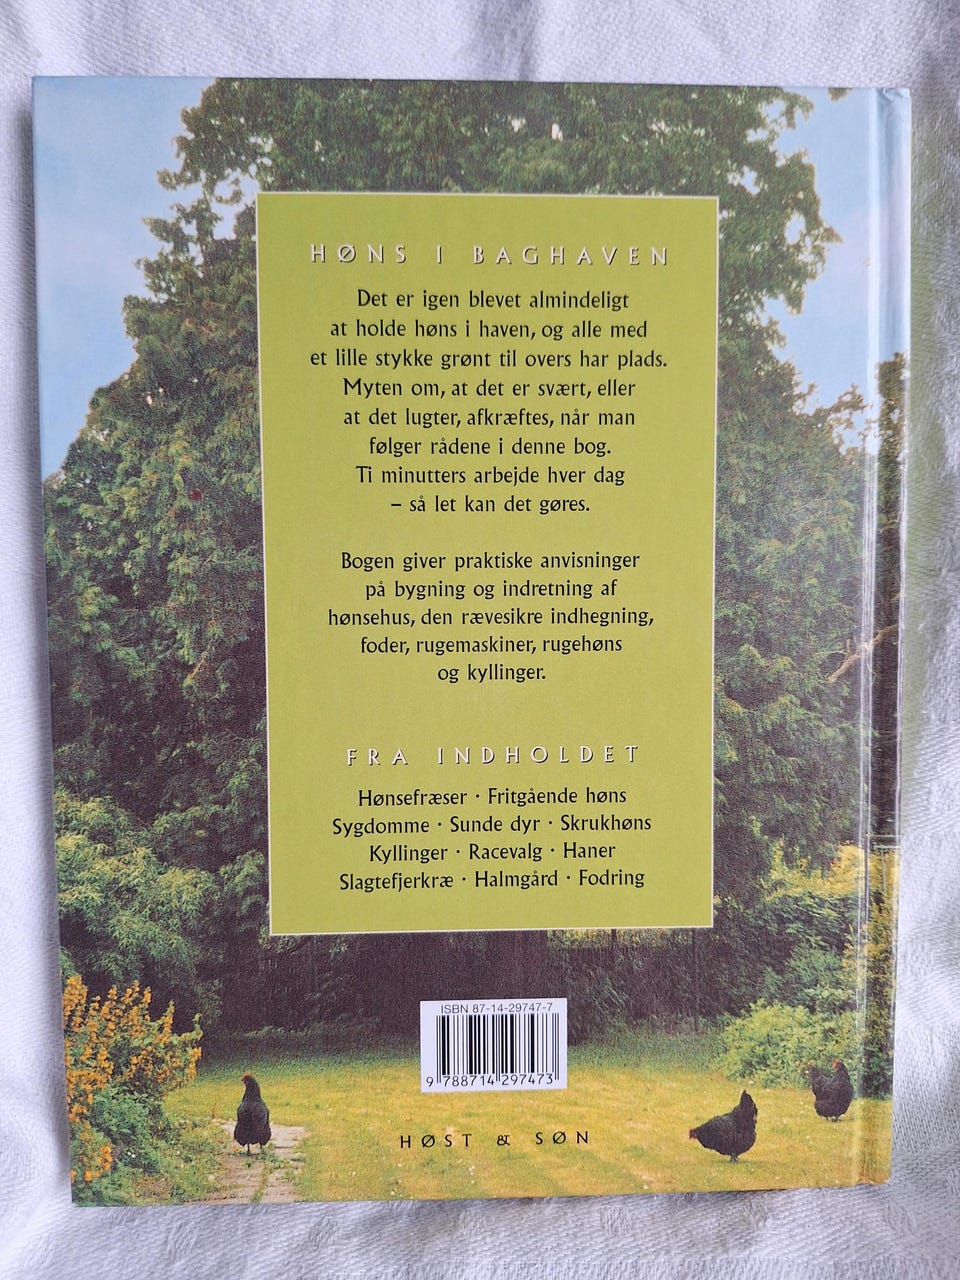 HØNS I BAGHAVEN
Det er igen blevet almindeligt
at holde høns i haven, og alle med
et lille stykke grønt til overs har plads.
Myten om, at det er svært, eller
at det lugter, afkræftes, når man
følger rådene i denne bog.
Ti minutters arbejde hver dag
– så let kan det gøres.
Bogen giver praktiske anvisninger
på bygning og indretning af
hønsehus, den rævesikre indhegning,
foder, rugemaskiner, rugehøns
og kyllinger.
FRA INDHOLDET
Hønsefræser · Fritgående høns
Sygdomme · Sunde dyr · Skrukhøns
Kyllinger · Racevalg · Haner
Slagtefjerkræ · Halmgård · Fodring
ISBN 87-14-29747-7
9 788714 297473
HØST & SØN